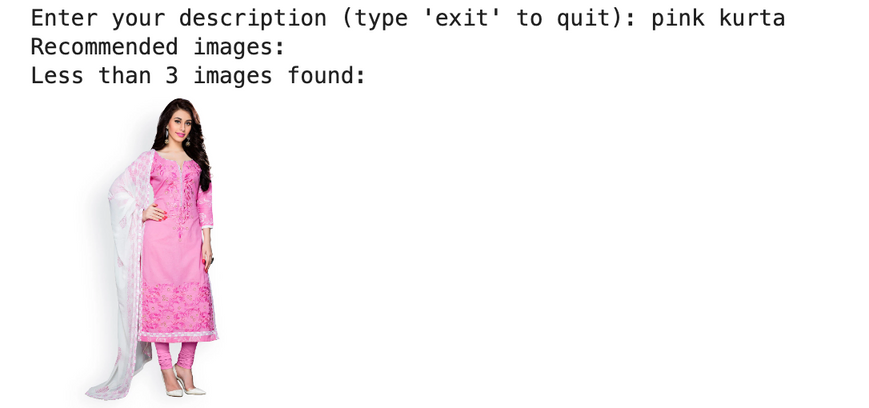 Enter your description (type 'exit' to quit): pink kurta
Recommended images:
Less than 3 images found: